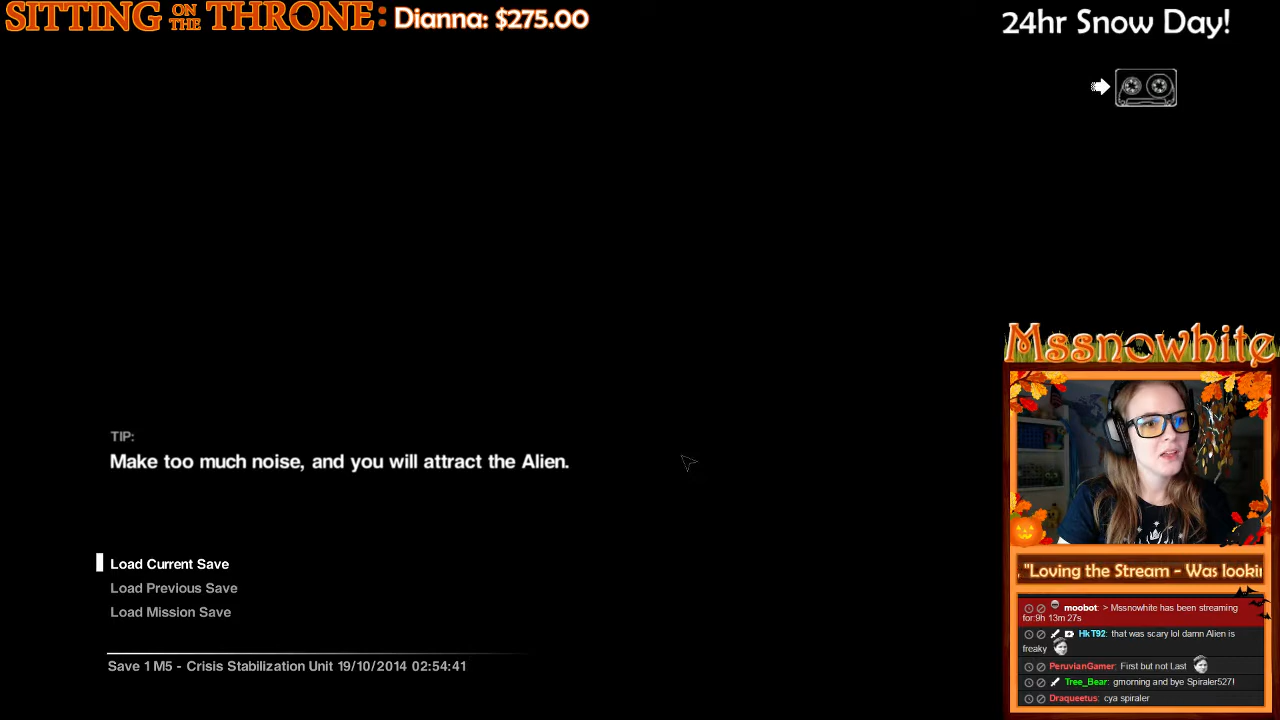 SITTING ON THE THRONE: Dianna: $275.00
24hr Snow Day!
TIP:
Make too much noise, and you will attract the Alien.
Load Current Save
Load Previous Save
Load Mission Save
Save 1 M5 - Crisis Stabilization Unit 19/10/2014 02:54:41
Mssnowhite
. "Loving the Stream - Was lookin
moobot: > Mssnowhite has been streaming
for:9h 13m 27s
HkT92: that was scary lol damn Alien is
freaky
PeruvianGamer: First but not Last
Tree_Bear: gmorning and bye Spiraler527!
Draqueetus: cya spiraler